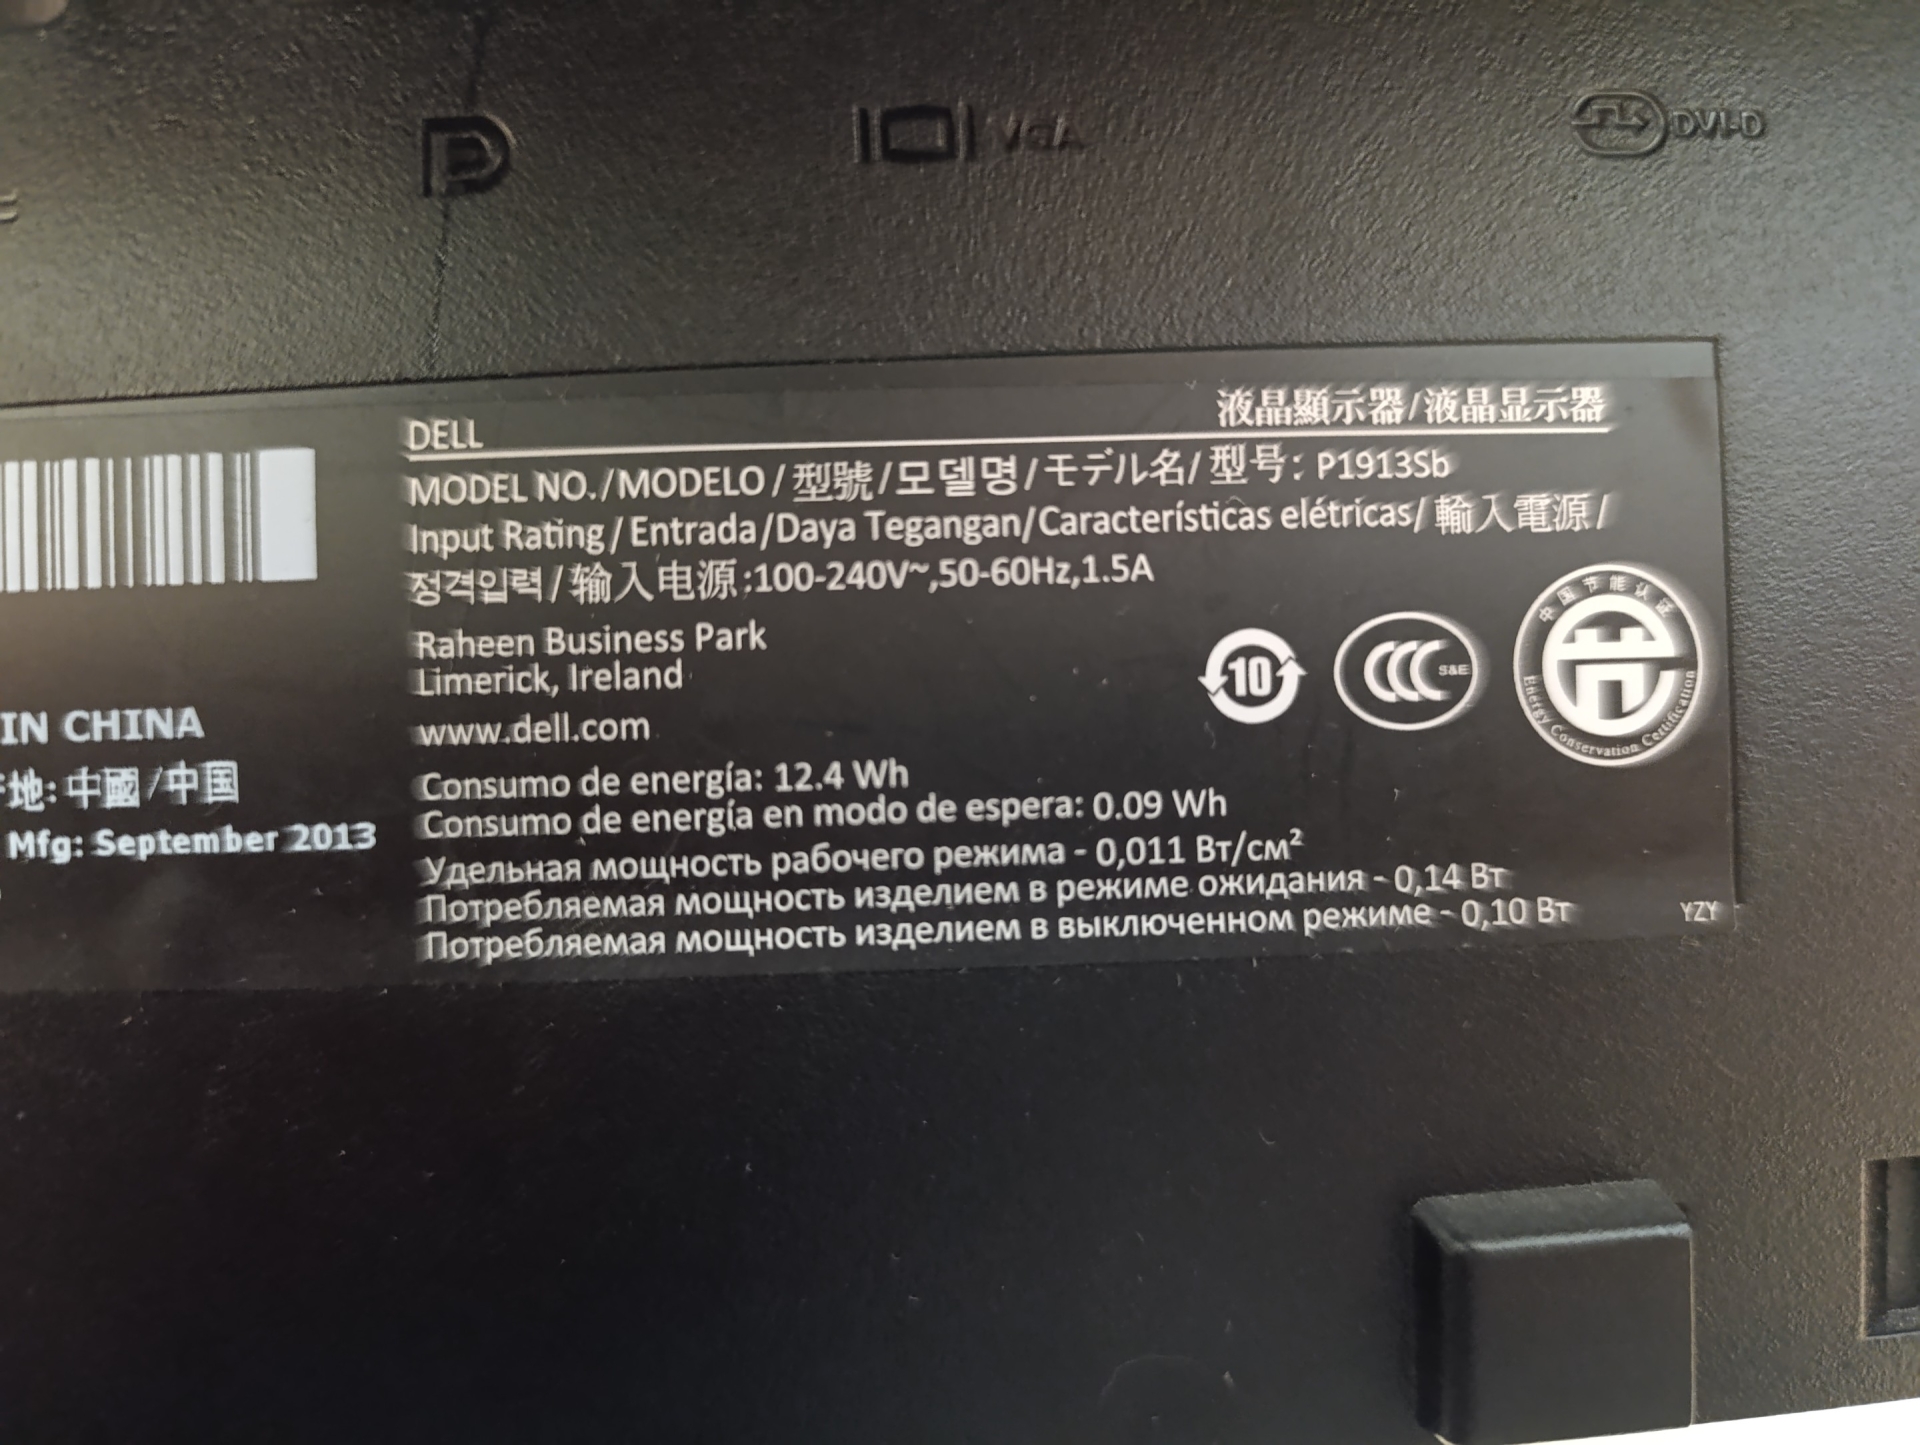 VGA
DVI-D
DELL
液晶顯示器/液晶显示器
MODEL NO./MODELO/型號/모델명/モデル名/型号: P1913Sb
Input Rating/Entrada/Daya Tegangan/Características elétricas/輸入電源/
정격입력/输入电源:100-240V~,50-60Hz,1.5A
Raheen Business Park
Limerick, Ireland
www.dell.com
10
CCC S&E
中国节能认证
Energy Conservation Certification
IN CHINA
地: 中國/中国
Mfg: September 2013
Consumo de energía: 12.4 Wh
Consumo de energía en modo de espera: 0.09 Wh
Удельная мощность рабочего режима - 0,011 Вт/см²
Потребляемая мощность изделием в режиме ожидания - 0,14 Вт
Потребляемая мощность изделием в выключенном режиме - 0,10 Вт
YZY